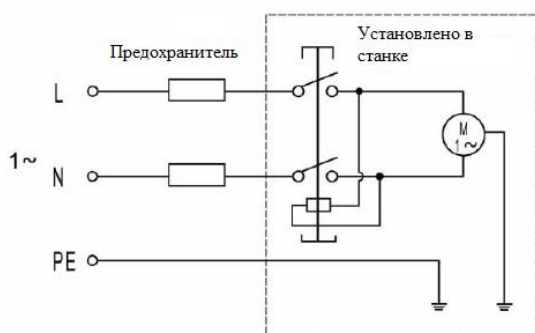 Установлено в
станке
Предохранитель
L
M
1~
1~
N
PE